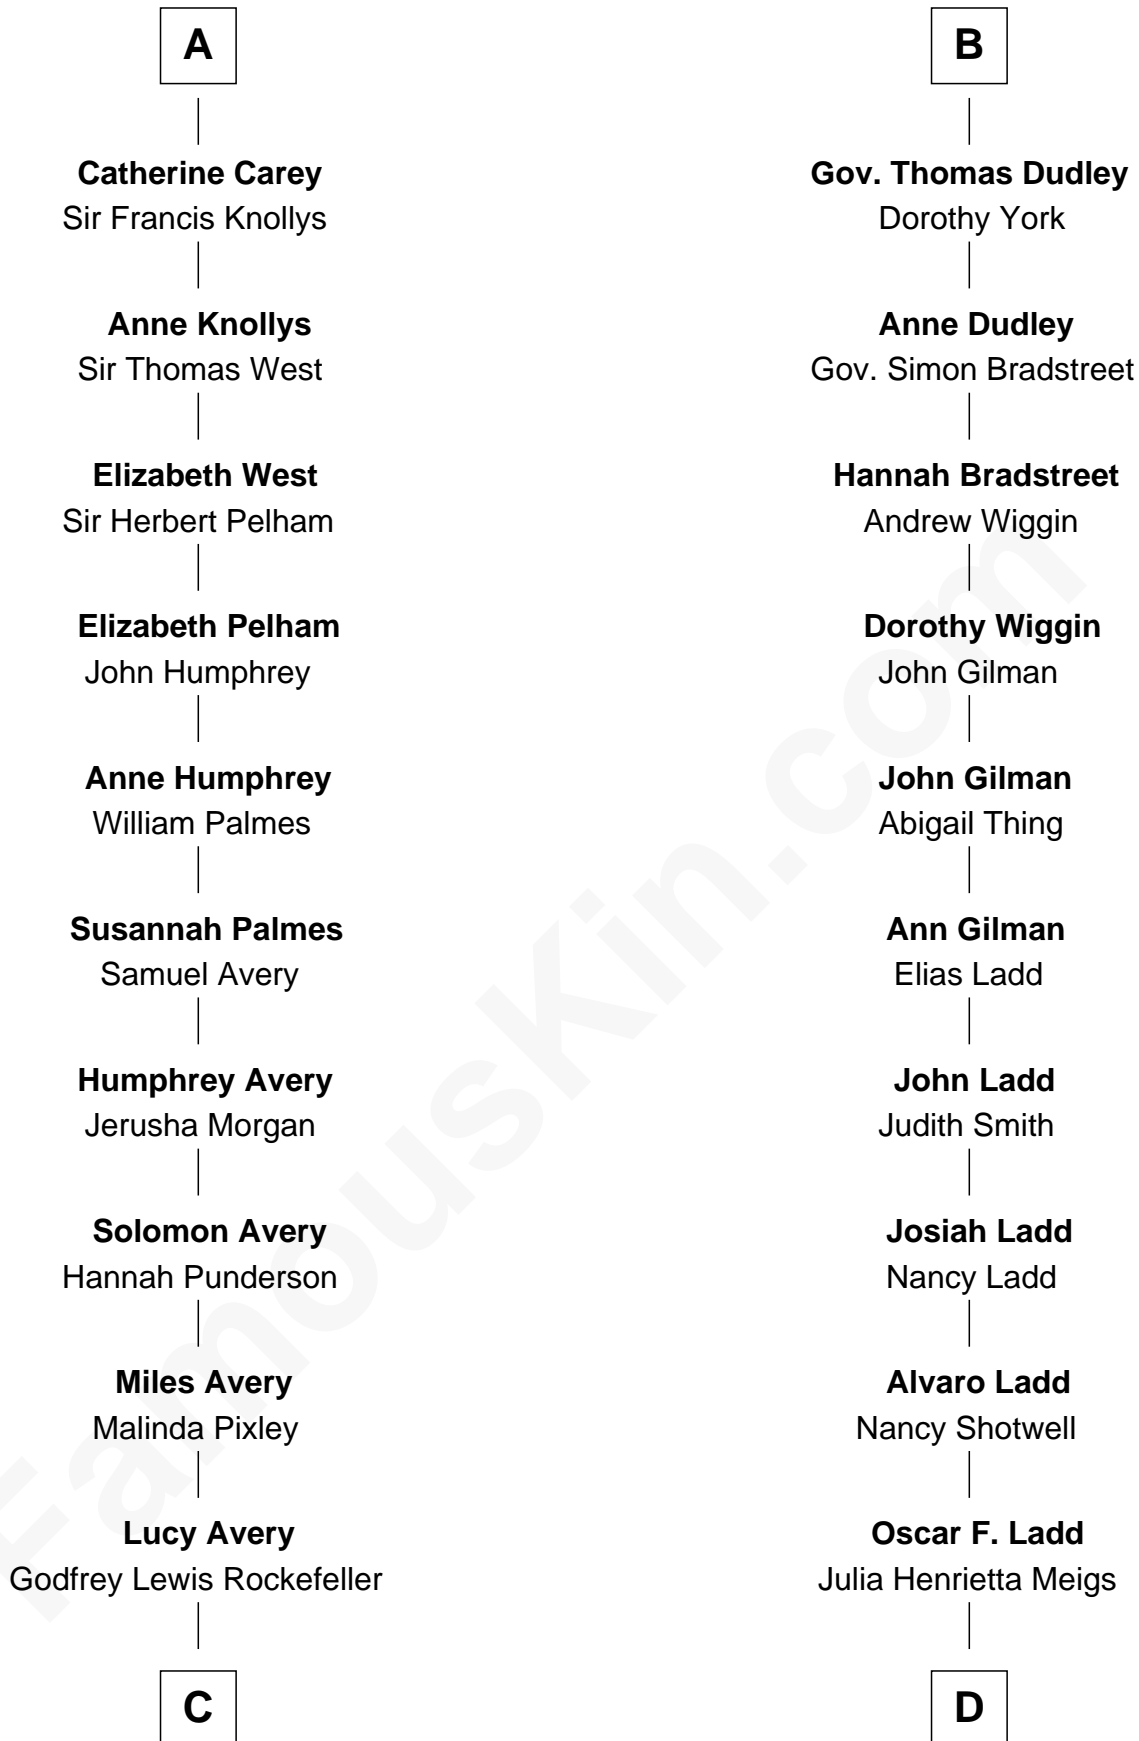 A
Catherine Carey
Sir Francis Knollys
Anne Knollys
Sir Thomas West
Elizabeth West
Sir Herbert Pelham
Elizabeth Pelham
John Humphrey
Anne Humphrey
William Palmes
Susannah Palmes
Samuel Avery
Humphrey Avery
Jerusha Morgan
Solomon Avery
Hannah Punderson
Miles Avery
Malinda Pixley
Lucy Avery
Godfrey Lewis Rockefeller
C
B
Gov. Thomas Dudley
Dorothy York
Anne Dudley
Gov. Simon Bradstreet
Hannah Bradstreet
Andrew Wiggin
Dorothy Wiggin
John Gilman
John Gilman
Abigail Thing
Ann Gilman
Elias Ladd
John Ladd
Judith Smith
Josiah Ladd
Nancy Ladd
Alvaro Ladd
Nancy Shotwell
Oscar F. Ladd
Julia Henrietta Meigs
D
FamousKin.com